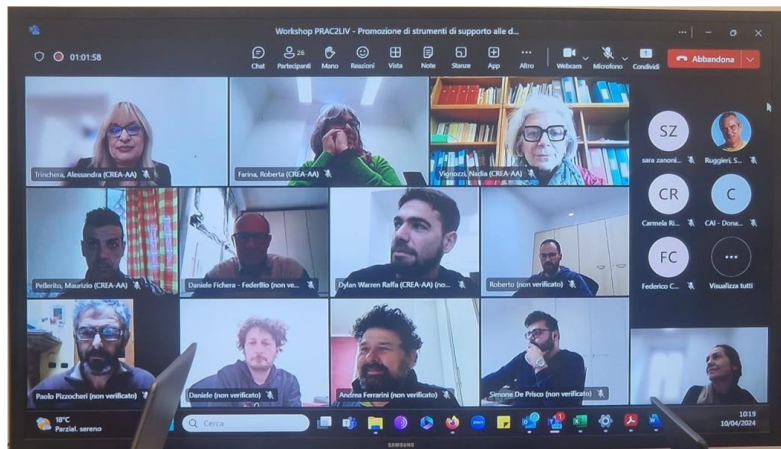 Workshop PRAC2LIV - Promozione di strumenti di supporto alle d...
01:01:58
26
Chat
Partecipanti
Mano
Reazioni
Vista
Note
Stanze
App
Altro
Webcam
Microfono
Condividi
Abbandona
Trinchera, Alessandra (CREA-AA)
Farina, Roberta (CREA-AA)
Vignozzi, Nadia (CREA-AA)
SZ
sara zanoni...
Ruggieri, S...
Pellerito, Maurizio (CREA-AA)
Daniele Fichera - FederBio (non ve...
Dylan Warren Raffa (CREA-AA) (no...
Roberto (non verificato)
CR
Carmela Ri...
C
CAI - Dona...
FC
Federico C...
Visualizza tutti
Paolo Pizzocheri (non verificato)
Daniele (non verificato)
Andrea Ferrarini (non verificato)
Simone De Prisco (non verificato)
18°C
Parzial. sereno
Cerca
10:19
10/04/2024
SAMSUNG